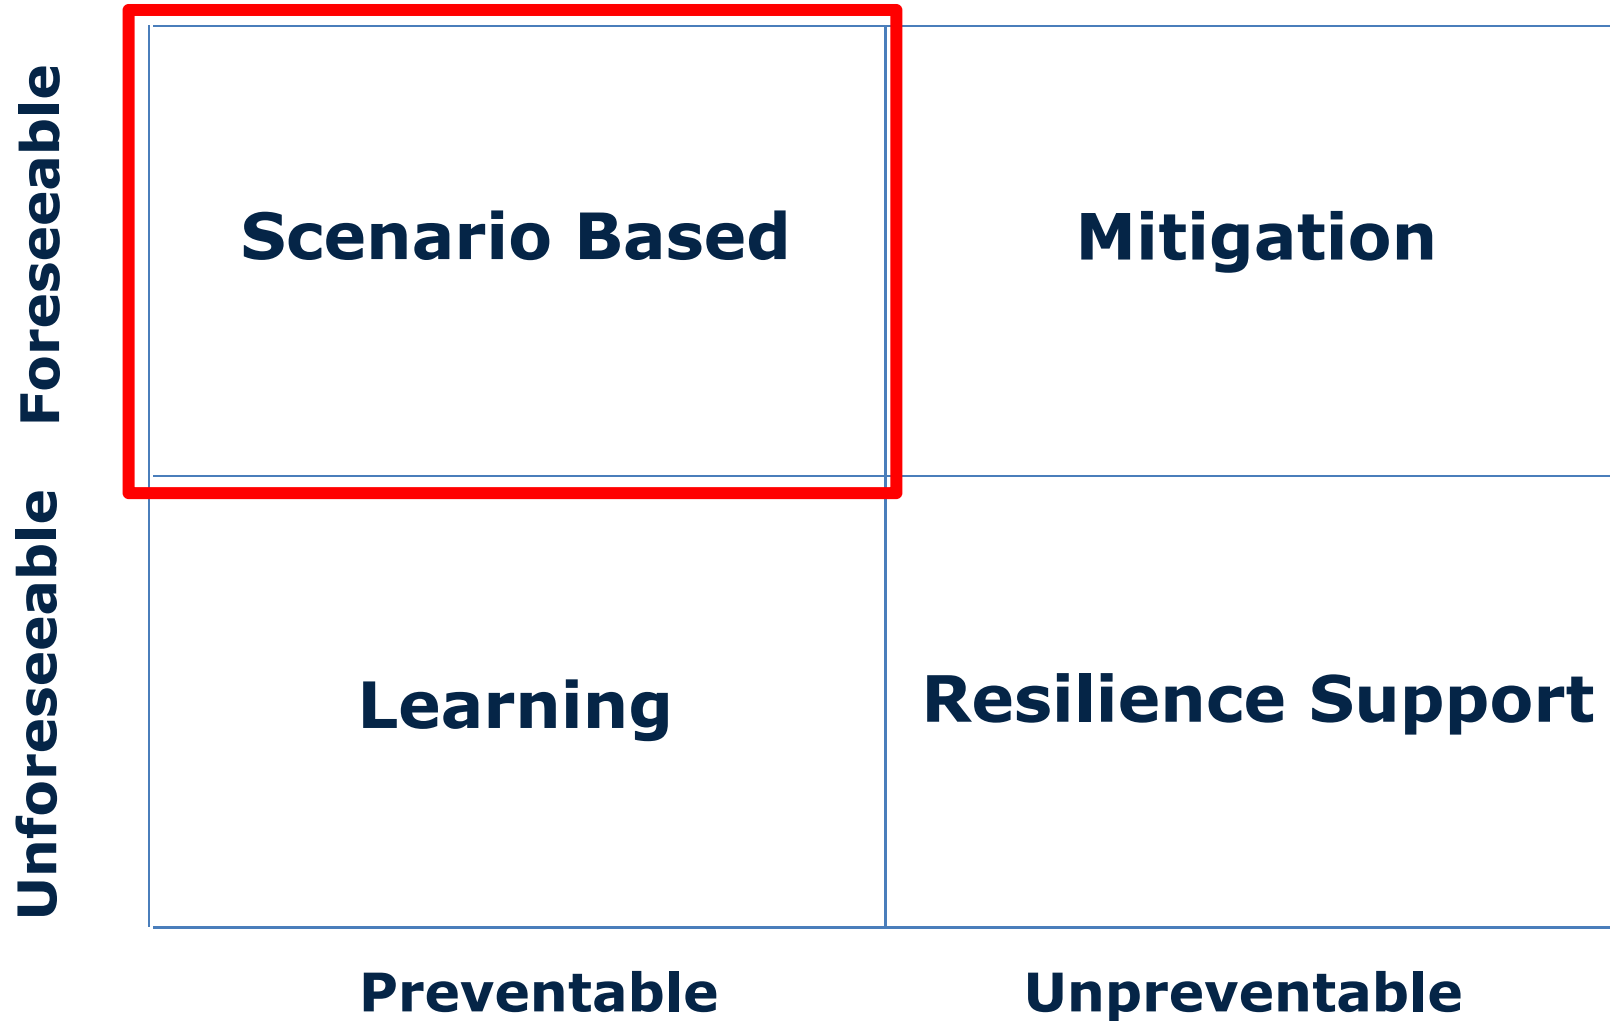 Foreseeable
Scenario Based
Mitigation
Unforeseeable
Learning
Resilience Support
Preventable
Unpreventable